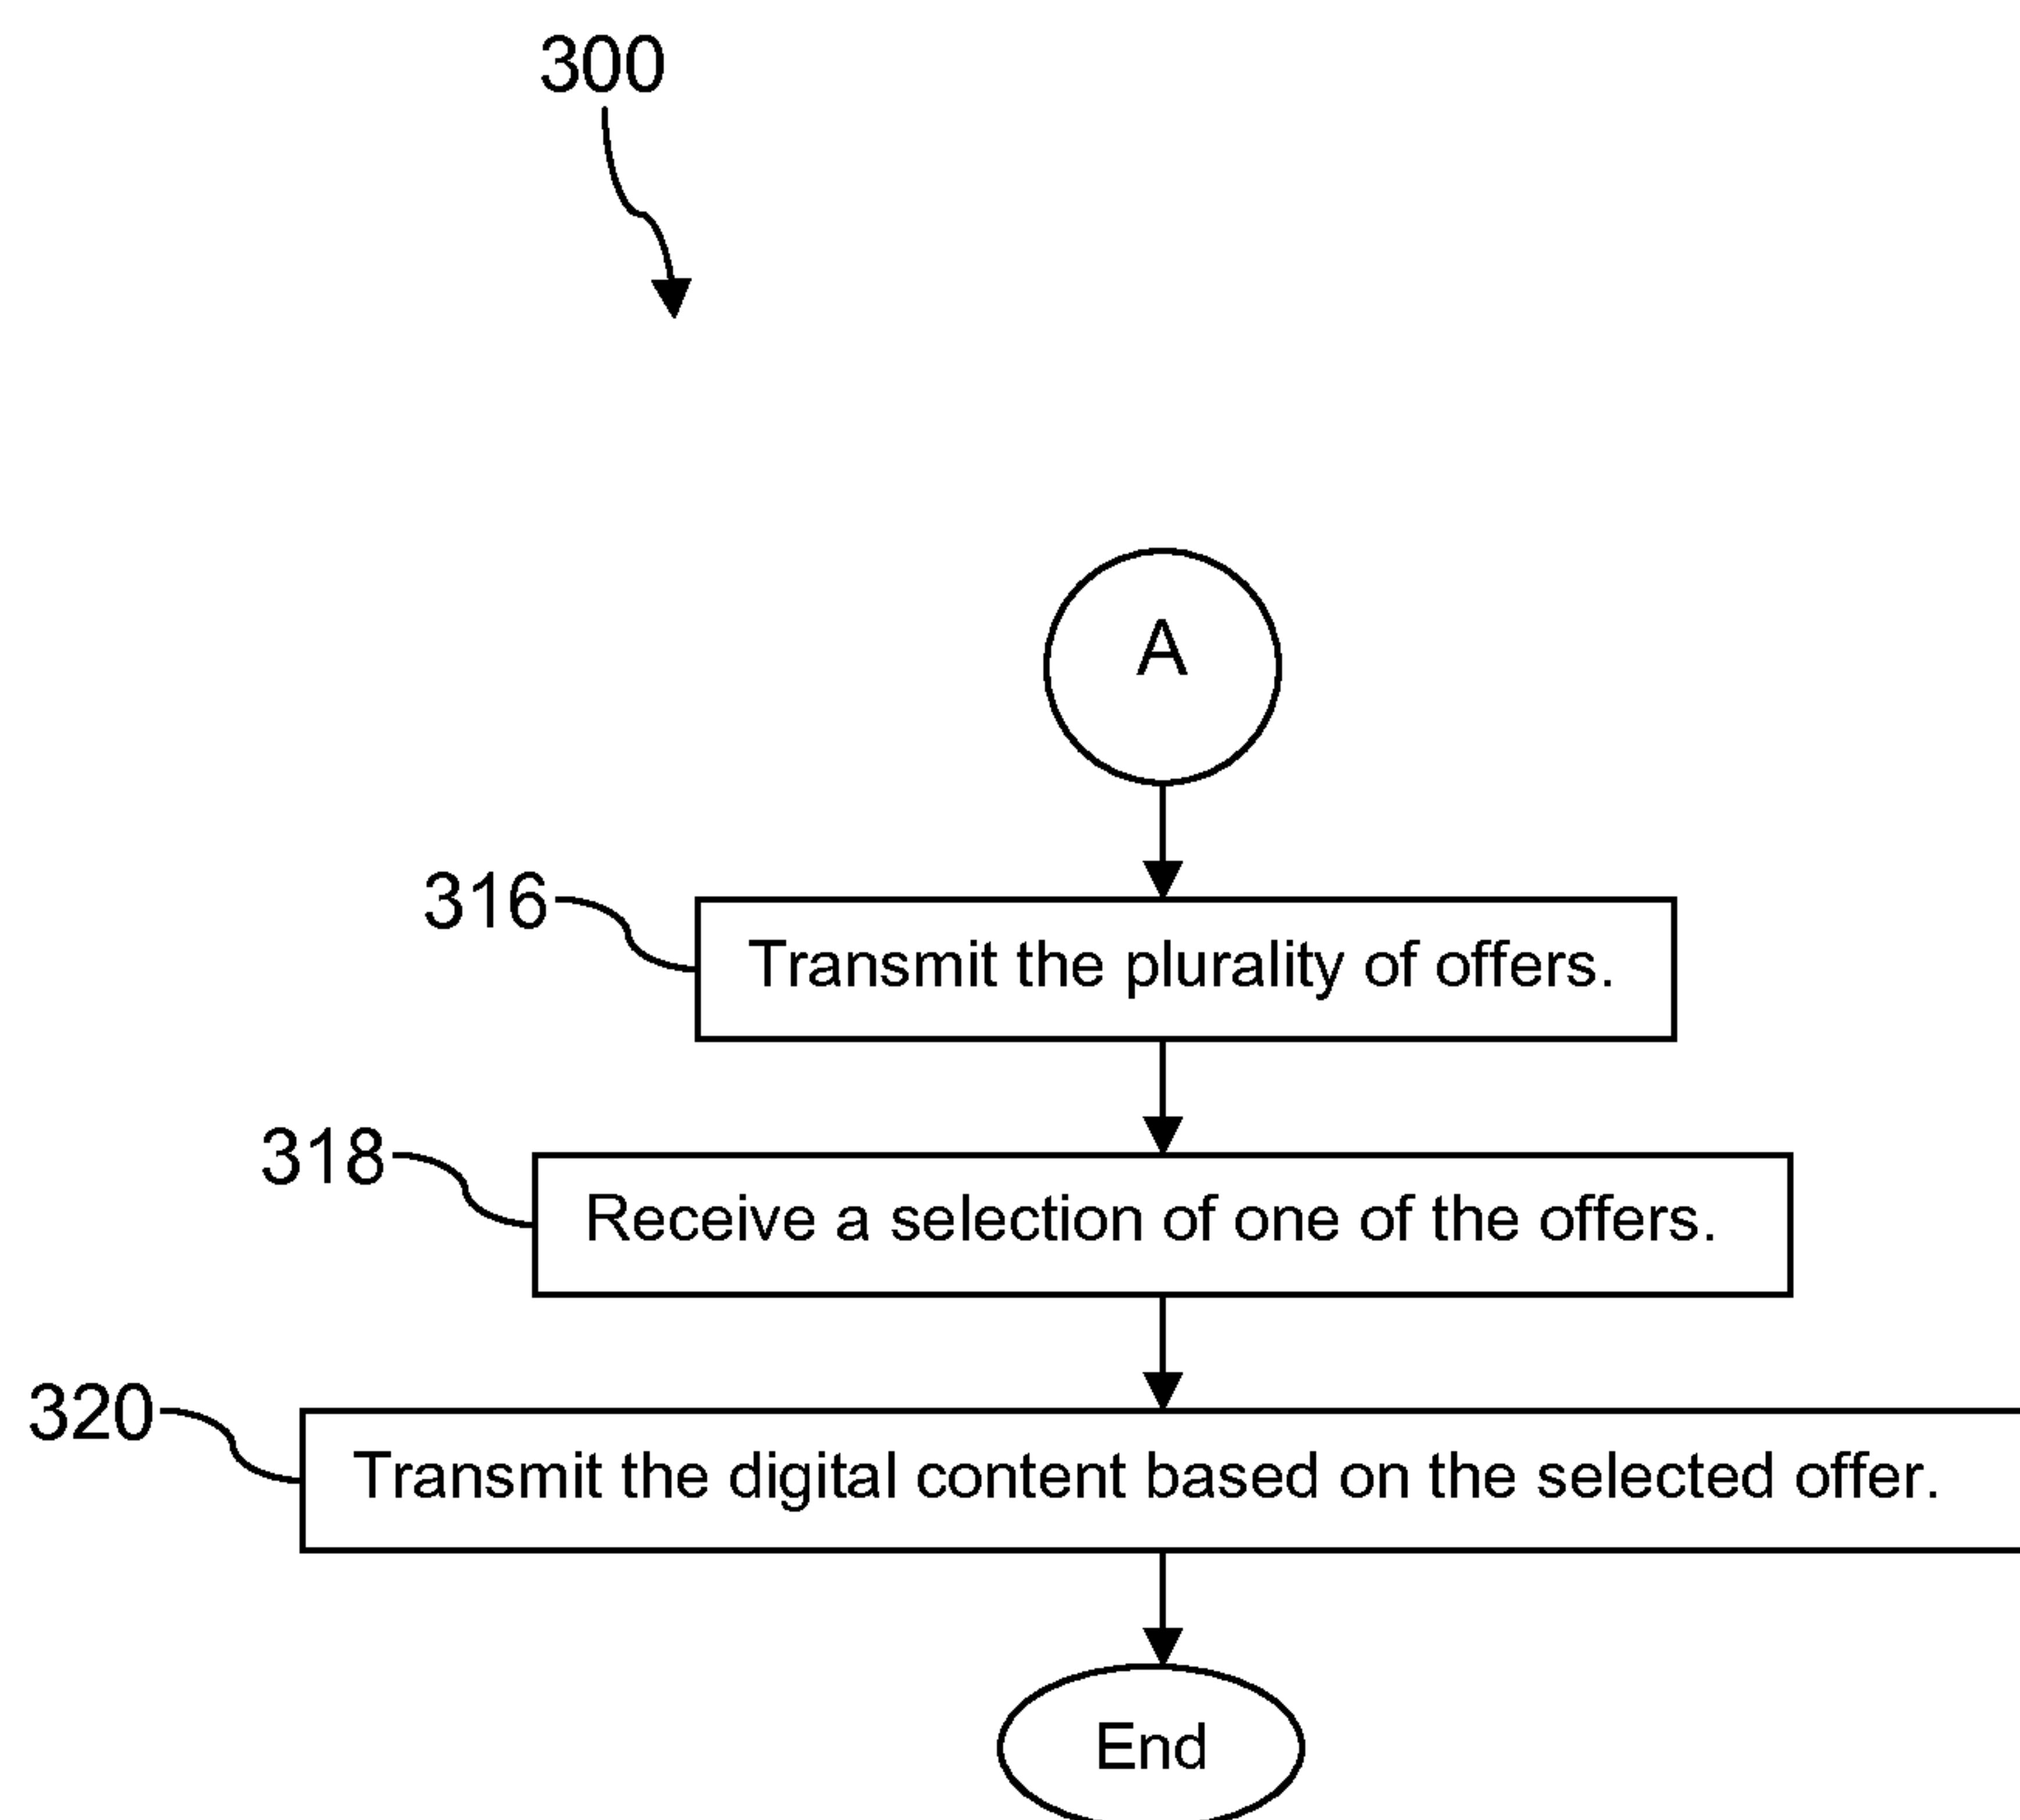 300
A
316
Transmit the plurality of offers.
318
Receive a selection of one of the offers.
320
Transmit the digital content based on the selected offer.
End